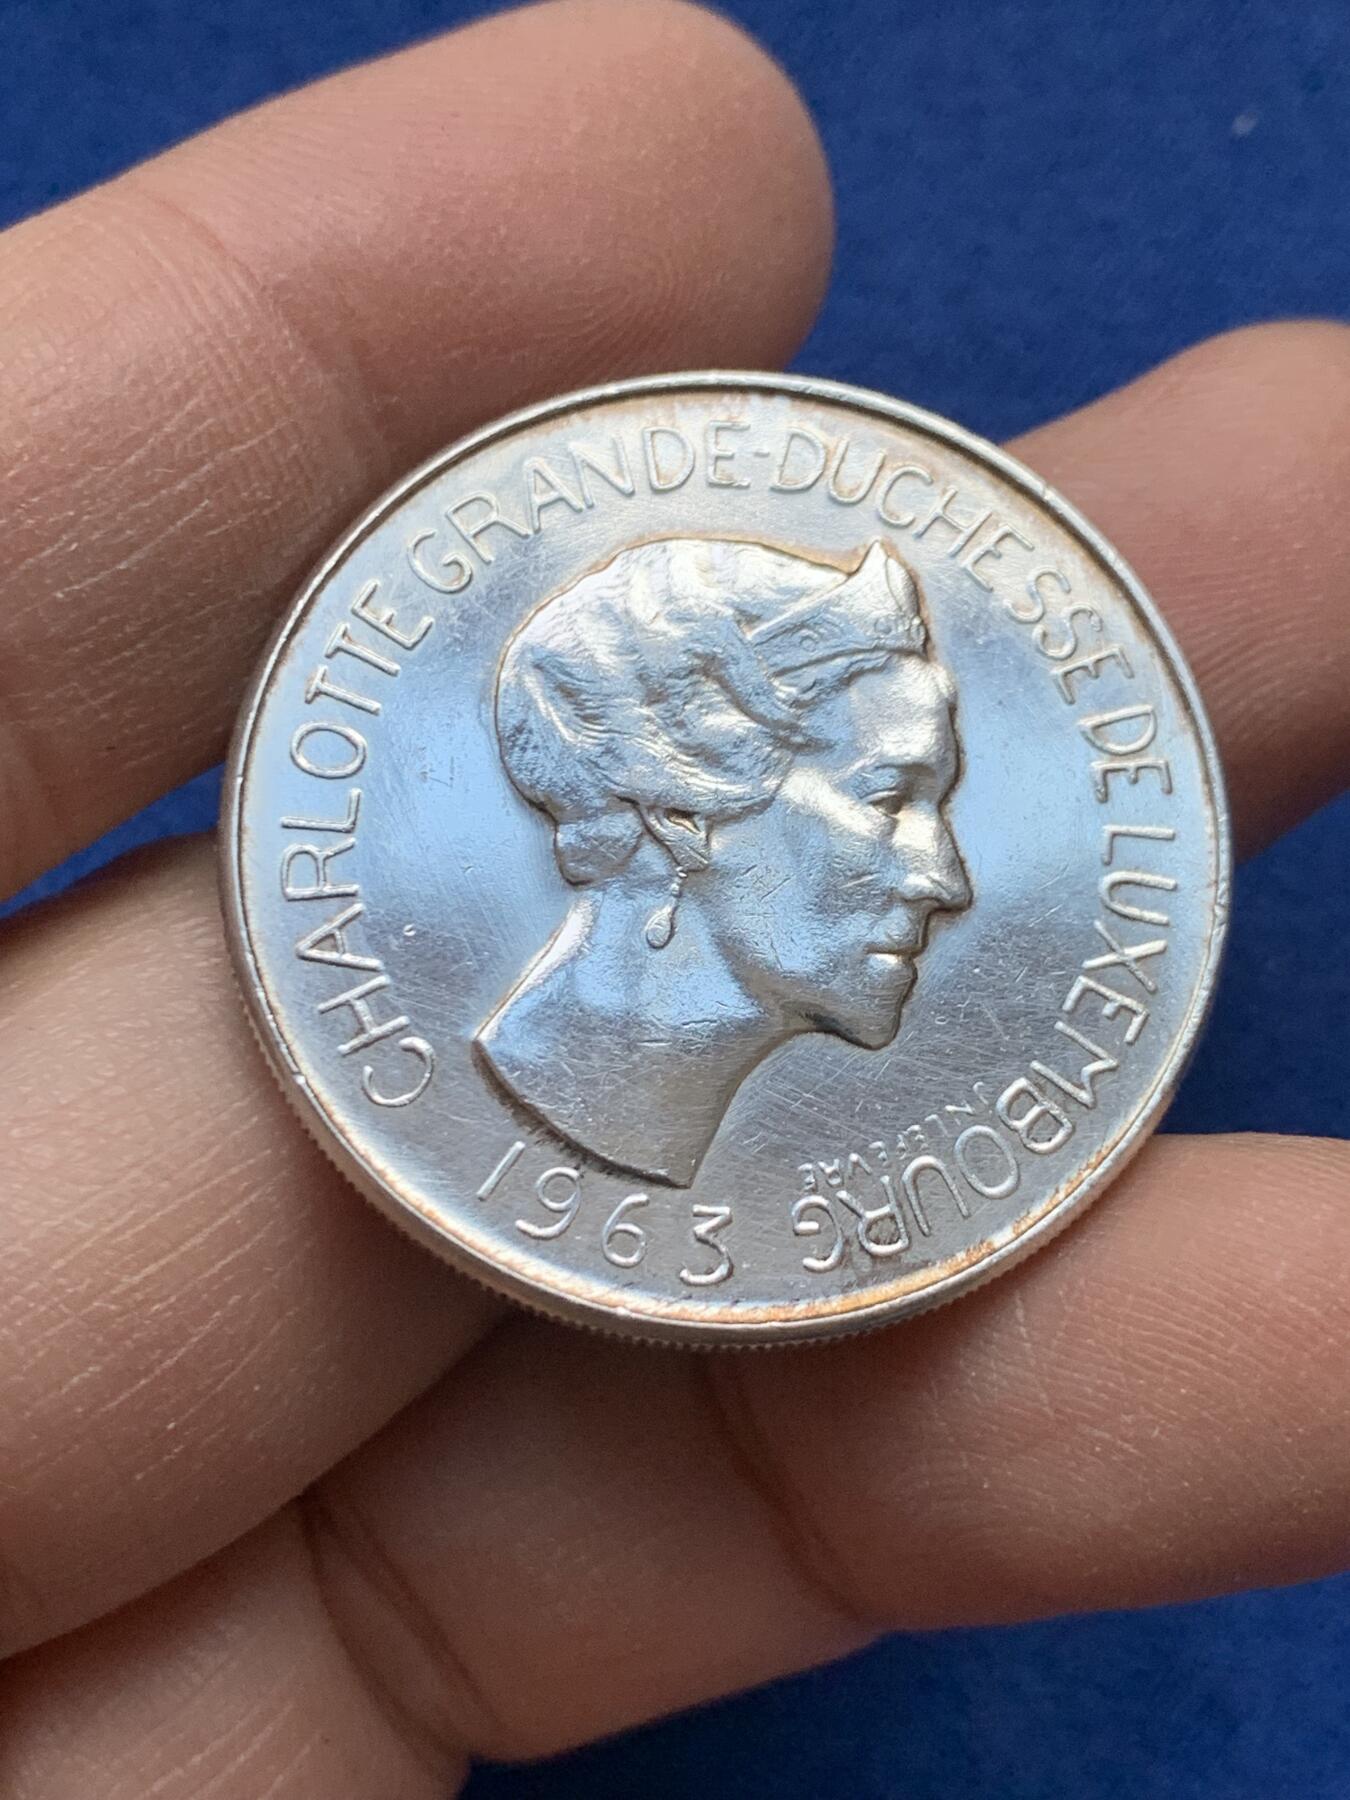 CHARLOTTE GRANDE-DUCHESSE DE LUXEMBOURG
J.N.LEFEVRE
1963